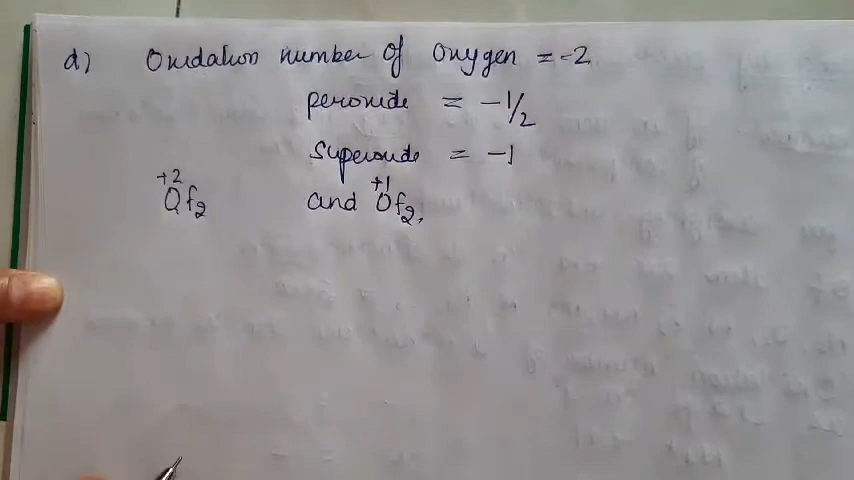 d) Oxidation number of Oxygen = -2
peroxide = -1/2
Superoxide = -1
+2 +1
Of2 and Of2,